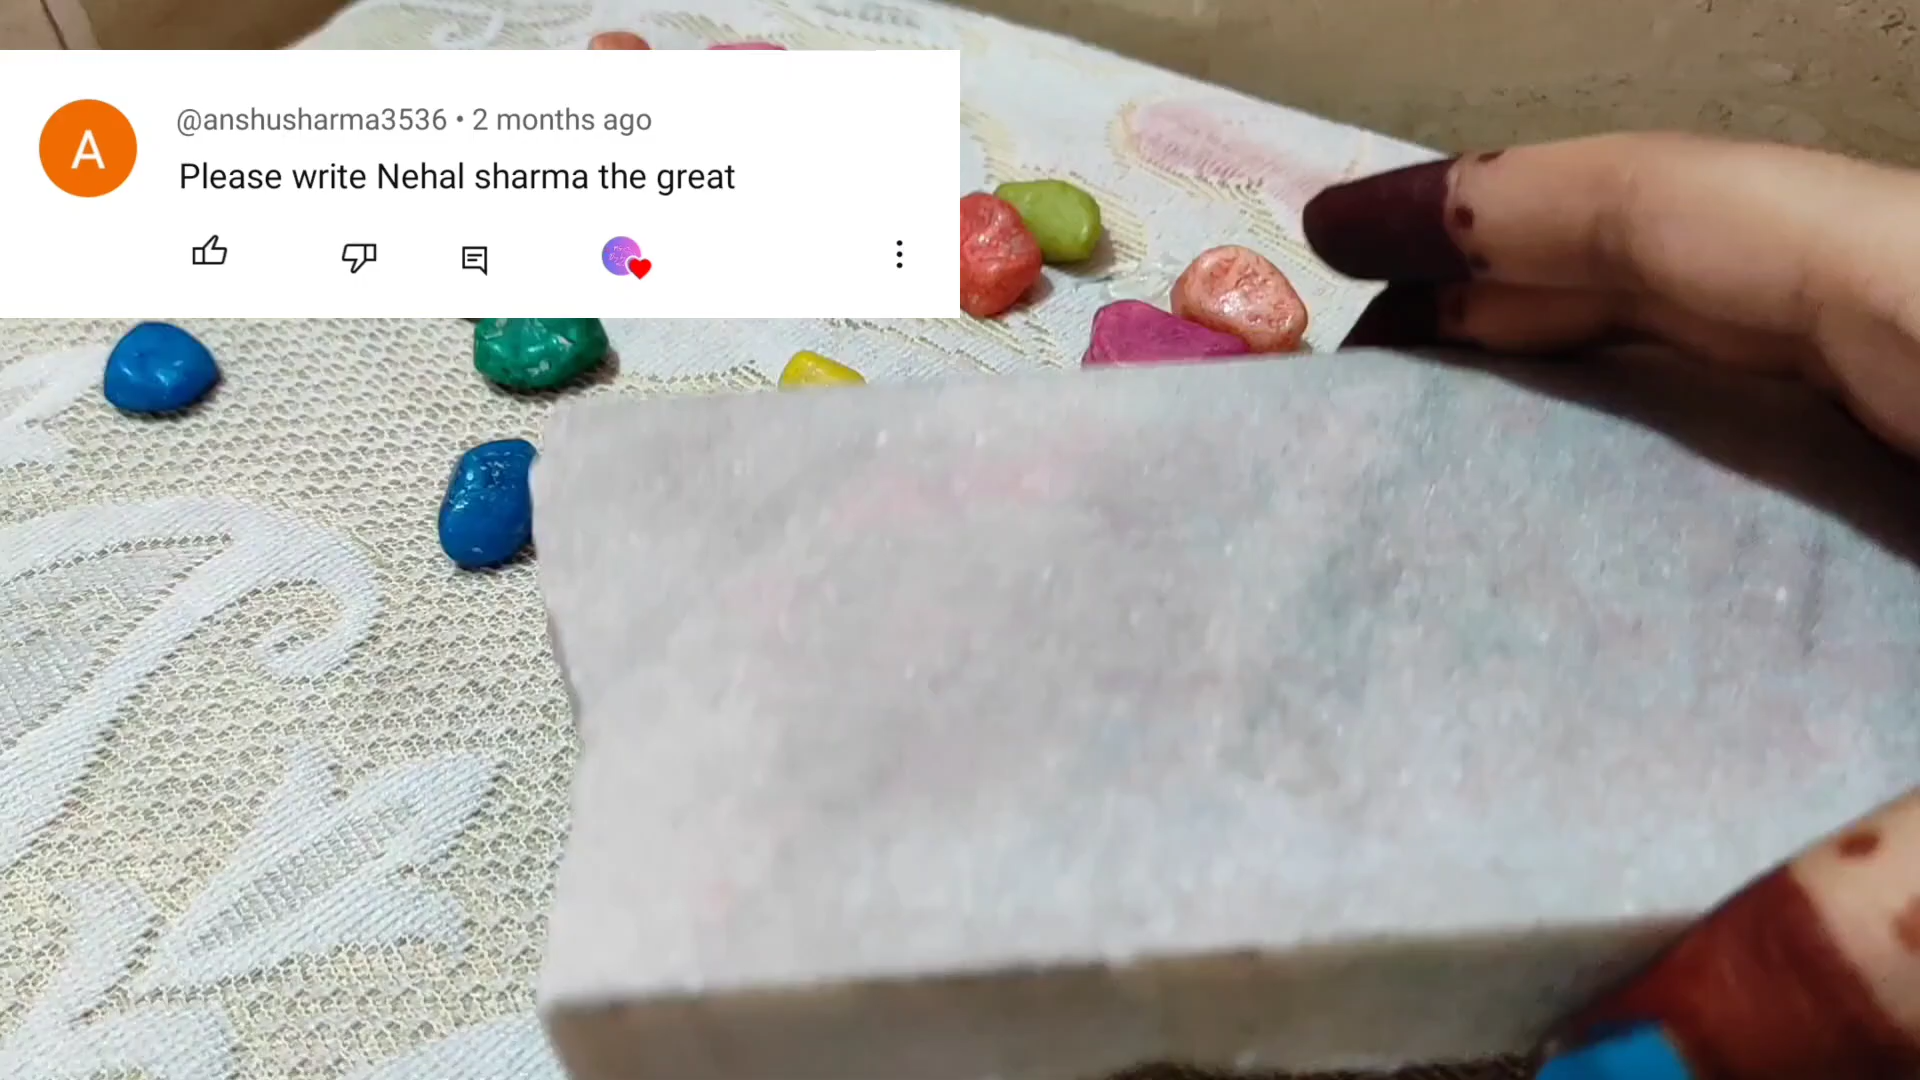 A
@anshusharma3536 • 2 months ago
Please write Nehal sharma the great